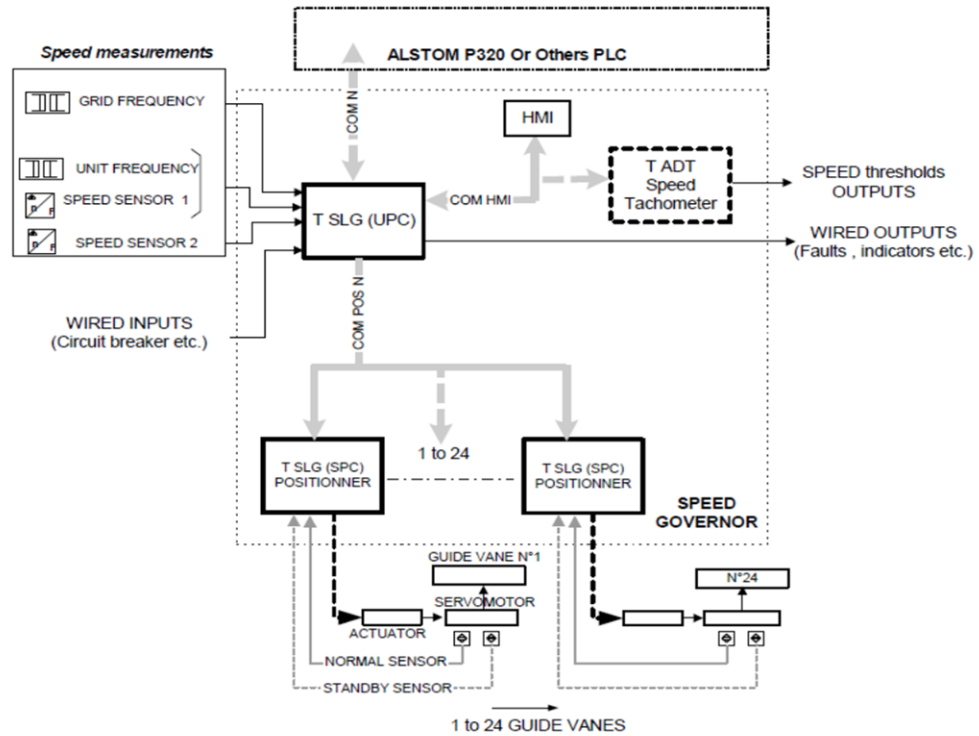 Speed measurements
ALSTOM P320 Or Others PLC
GRID FREQUENCY
COM N
HMI
UNIT FREQUENCY
T ADT
Speed
Tachometer
SPEED thresholds
OUTPUTS
SPEED SENSOR 1
COM HMI
T SLG (UPC)
SPEED SENSOR 2
WIRED OUTPUTS
(Faults , indicators etc.)
COM POS N
WIRED INPUTS
(Circuit breaker etc.)
1 to 24
T SLG (SPC)
POSITIONNER
T SLG (SPC)
POSITIONNER
SPEED
GOVERNOR
GUIDE VANE N°1
N°24
SERVOMOTOR
ACTUATOR
NORMAL SENSOR
STANDBY SENSOR
1 to 24 GUIDE VANES